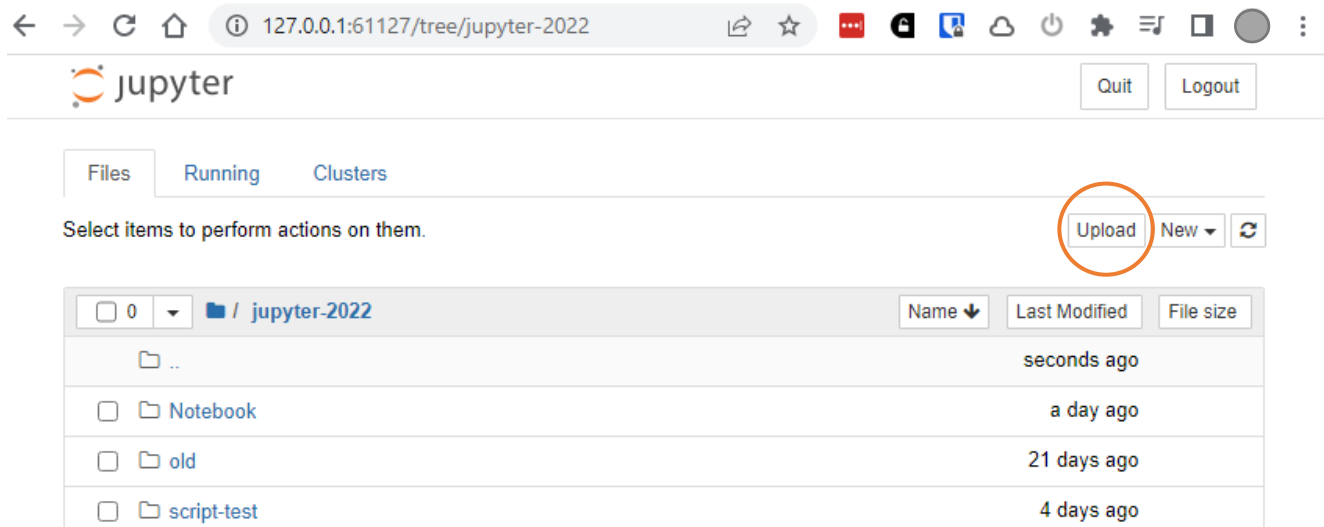 127.0.0.1:61127/tree/jupyter-2022
jupyter
Quit
Logout
Files
Running
Clusters
Select items to perform actions on them.
Upload
New
0
/ jupyter-2022
Name
Last Modified
File size
..
seconds ago
Notebook
a day ago
old
21 days ago
script-test
4 days ago